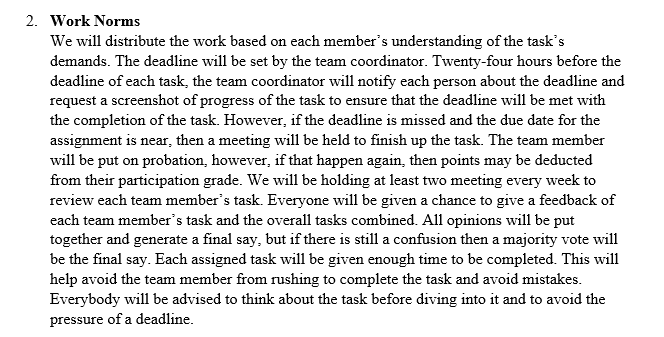 2. Work Norms
We will distribute the work based on each member's understanding of the task's
demands. The deadline will be set by the team coordinator. Twenty-four hours before the
deadline of each task, the team coordinator will notify each person about the deadline and
request a screenshot of progress of the task to ensure that the deadline will be met with
the completion of the task. However, if the deadline is missed and the due date for the
assignment is near, then a meeting will be held to finish up the task. The team member
will be put on probation, however, if that happen again, then points may be deducted
from their participation grade. We will be holding at least two meeting every week to
review each team member's task. Everyone will be given a chance to give a feedback of
each team member's task and the overall tasks combined. All opinions will be put
together and generate a final say, but if there is still a confusion then a majority vote will
be the final say. Each assigned task will be given enough time to be completed. This will
help avoid the team member from rushing to complete the task and avoid mistakes.
Everybody will be advised to think about the task before diving into it and to avoid the
pressure of a deadline.